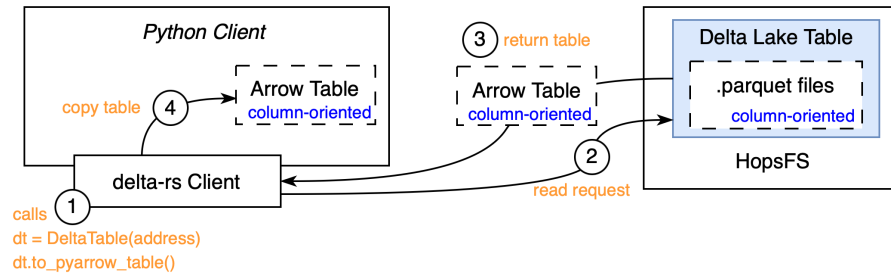 Python Client
Arrow Table
column-oriented
4
copy table
delta-rs Client
1
calls
dt = DeltaTable(address)
dt.to_pyarrow_table()
3
return table
Arrow Table
column-oriented
2
read request
Delta Lake Table
.parquet files
column-oriented
HopsFS